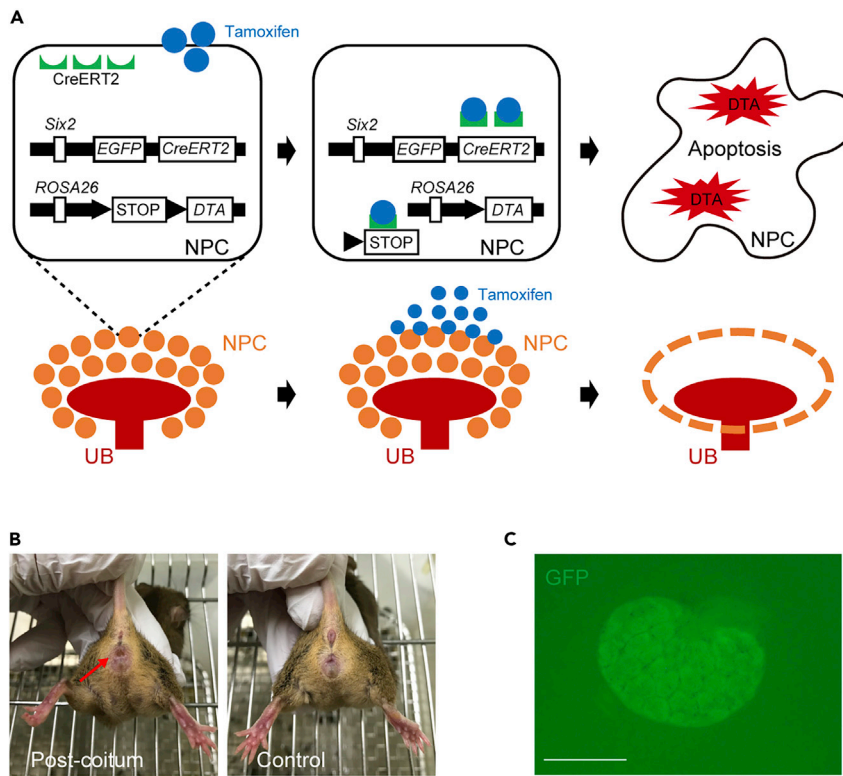 A
Tamoxifen
CreERT2
Six2
EGFP
CreERT2
ROSA26
STOP
DTA
NPC
Six2
EGFP
CreERT2
ROSA26
DTA
STOP
NPC
DTA
Apoptosis
DTA
NPC
NPC
UB
Tamoxifen
NPC
UB
UB
B
Post-coitum
Control
C
GFP